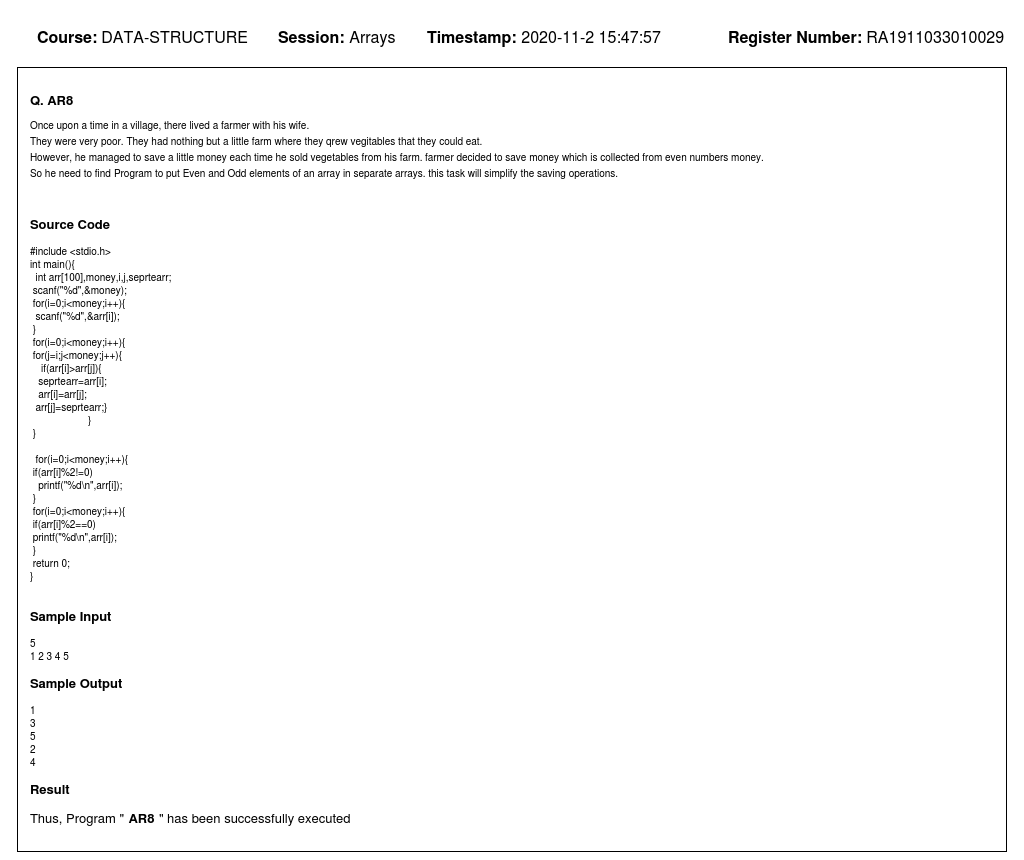 Course: DATA-STRUCTURE Session: Arrays Timestamp: 2020-11-2 15:47:57 Register Number: RA1911033010029
Q. AR8
Once upon a time in a village, there lived a farmer with his wife.
They were very poor. They had nothing but a little farm where they qrew vegitables that they could eat.
However, he managed to save a little money each time he sold vegetables from his farm. farmer decided to save money which is collected from even numbers money.
So he need to find Program to put Even and Odd elements of an array in separate arrays. this task will simplify the saving operations.
Source Code
#include <stdio.h>
int main(){
int arr[100],money,i,j,seprtearr;
scanf("%d",&money);
for(i=0;i<money;i++){
scanf("%d",&arr[i]);
}
for(i=0;i<money;i++){
for(j=i;j<money;j++){
if(arr[i]>arr[j]){
seprtearr=arr[i];
arr[i]=arr[j];
arr[j]=seprtearr;}
}
}
for(i=0;i<money;i++){
if(arr[i]%2!=0)
printf("%d\n",arr[i]);
}
for(i=0;i<money;i++){
if(arr[i]%2==0)
printf("%d\n",arr[i]);
}
return 0;
}
Sample Input
5
1 2 3 4 5
Sample Output
1
3
5
2
4
Result
Thus, Program " AR8 " has been successfully executed